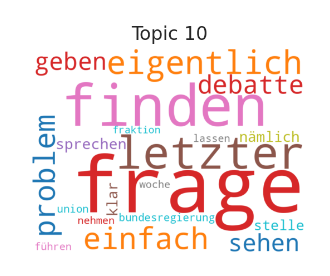 Topic 10
geben eigentlich
debatte
finden
fraktion
sprechen lassen nämlich
letzter
problem
frage
klar
woche
union
nehmen bundesregierung
stelle
einfach sehen
führen